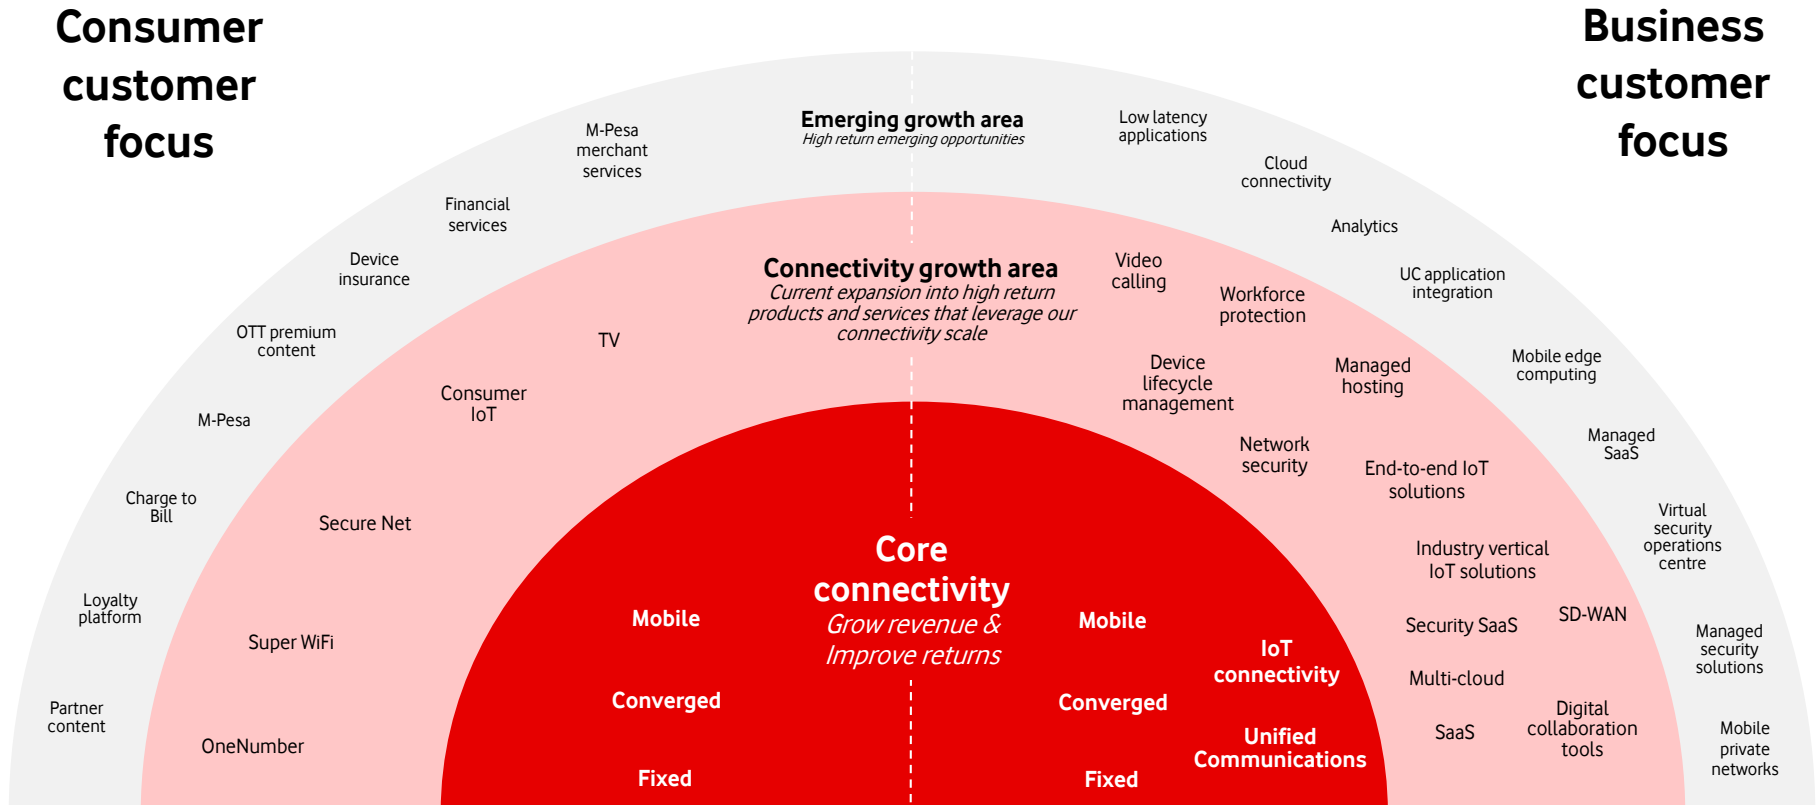 Consumer
customer
focus
Business
customer
focus
Emerging growth area
High return emerging opportunities
M-Pesa
merchant
services
Financial
services
Device
insurance
OTT premium
content
M-Pesa
Charge to
Bill
Loyalty
platform
Partner
content
Low latency
applications
Cloud
connectivity
Analytics
UC application
integration
Mobile edge
computing
Managed
SaaS
Virtual
security
operations
centre
Managed
security
solutions
Mobile
private
networks
Connectivity growth area
Current expansion into high return
products and services that leverage our
connectivity scale
TV
Consumer
IoT
Secure Net
Super WiFi
OneNumber
Video
calling
Workforce
protection
Device
lifecycle
management
Managed
hosting
Network
security
End-to-end IoT
solutions
Industry vertical
IoT solutions
Security SaaS
SD-WAN
Multi-cloud
SaaS
Digital
collaboration
tools
Core
connectivity
Grow revenue &
Improve returns
Mobile
Converged
Fixed
Mobile
IoT
connectivity
Converged
Unified
Communications
Fixed